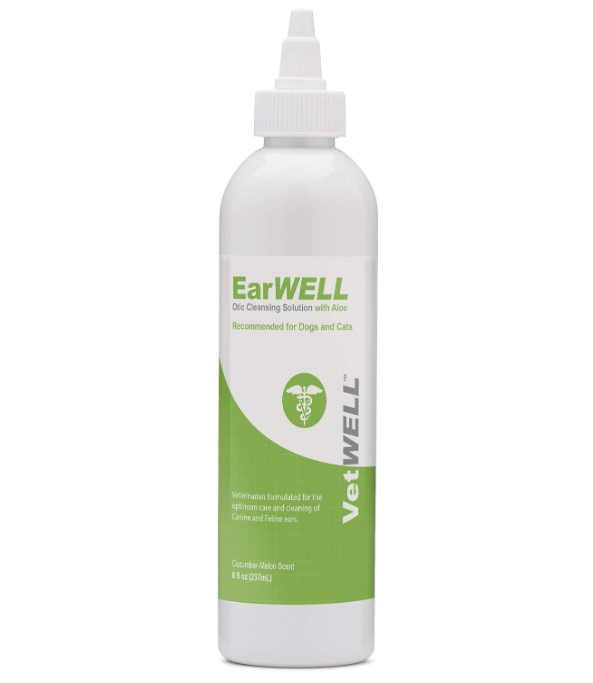 EarWELL
Otic Cleansing Solution with Aloe
Recommended for Dogs and Cats
VetWELL™
Veterinarian formulated for the
optimum care and cleaning of
Canine and Feline ears.
Cucumber-Melon Scent
8 fl oz (237mL)